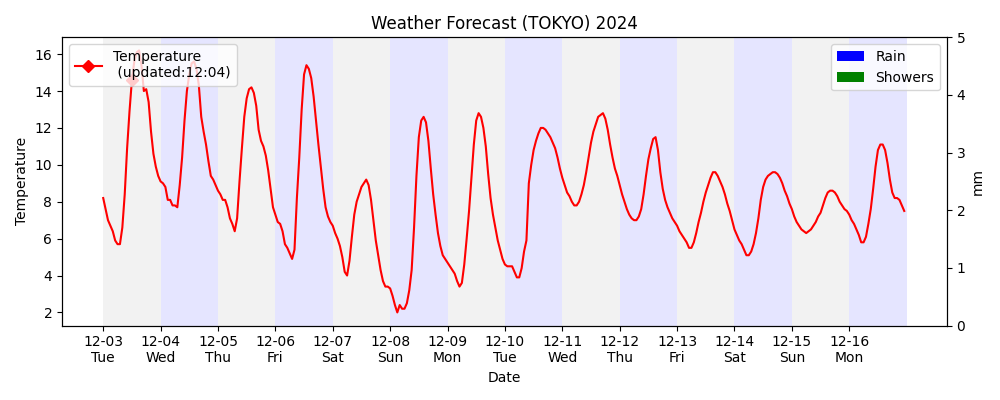 Weather Forecast (TOKYO) 2024
Temperature
(updated:12:04)
Rain
Showers
Temperature
16
14
12
10
8
6
4
2
5
4
3
2
1
0
mm
12-03 12-04 12-05 12-06 12-07 12-08 12-09 12-10 12-11 12-12 12-13 12-14 12-15 12-16
Tue Wed Thu Fri Sat Sun Mon Tue Wed Thu Fri Sat Sun Mon
Date